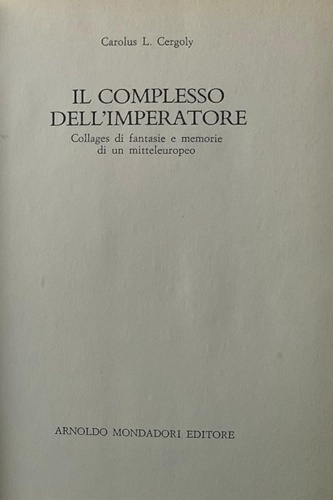 Carolus L. Cergoly
IL COMPLESSO
DELL'IMPERATORE
Collages di fantasie e memorie
di un mitteleuropeo
ARNOLDO MONDADORI EDITORE